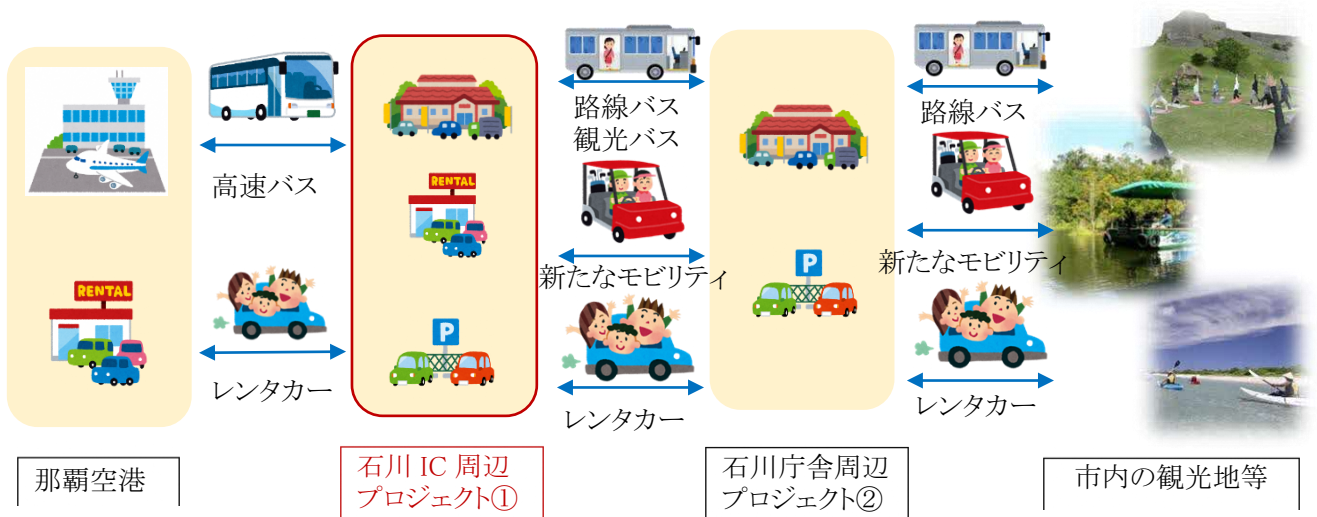 高速バス
RENTAL
レンタカー
那覇空港
RENTAL
P
石川 IC 周辺
プロジェクト①
路線バス
観光バス
新たなモビリティ
レンタカー
P
石川庁舎周辺
プロジェクト②
路線バス
新たなモビリティ
レンタカー
市内の観光地等